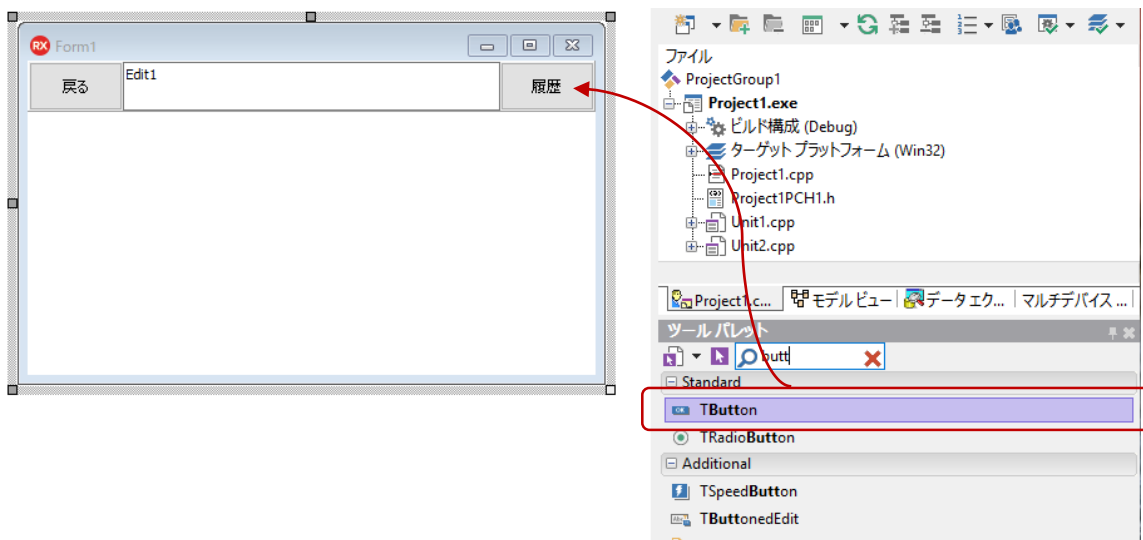 RX Form1
戻る
Edit1
履歴
ファイル
ProjectGroup1
Project1.exe
ビルド構成 (Debug)
ターゲット プラットフォーム (Win32)
Project1.cpp
Project1PCH1.h
Unit1.cpp
Unit2.cpp
Project1.c...
モデル ビュー
データ エク...
マルチデバイス ...
ツール パレット
butt
Standard
TButton
TRadioButton
Additional
TSpeedButton
TButtonedEdit